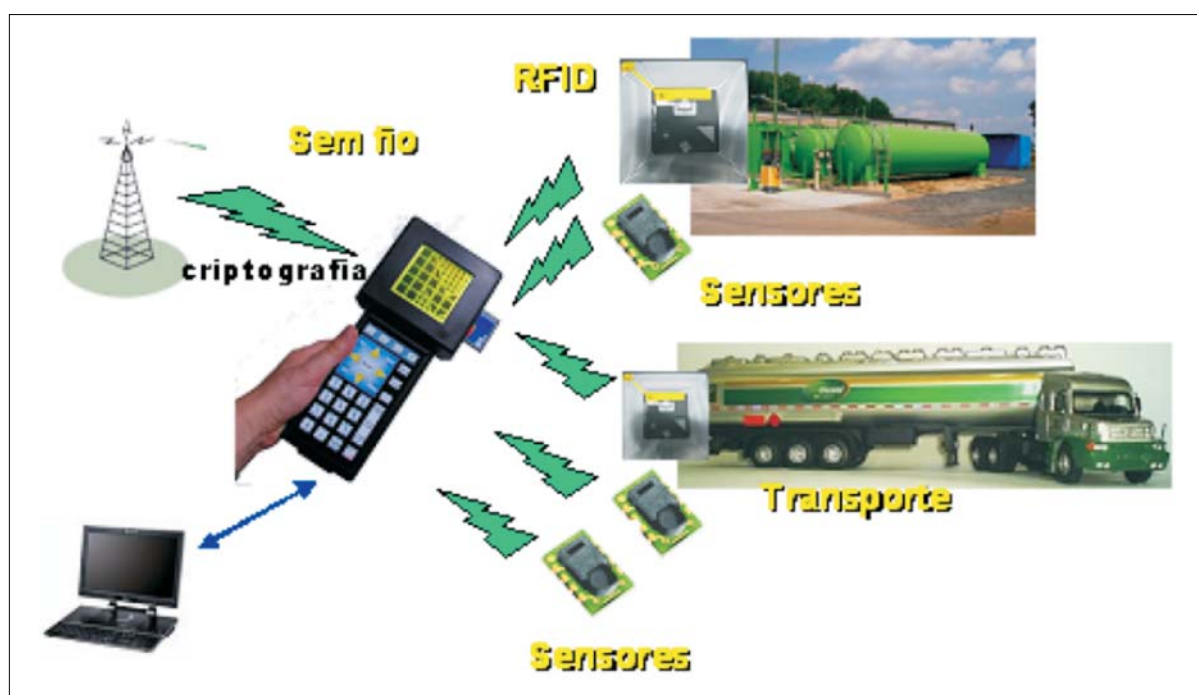 RFID
Sem fio
criptografia
Sensores
Transporte
Sensores